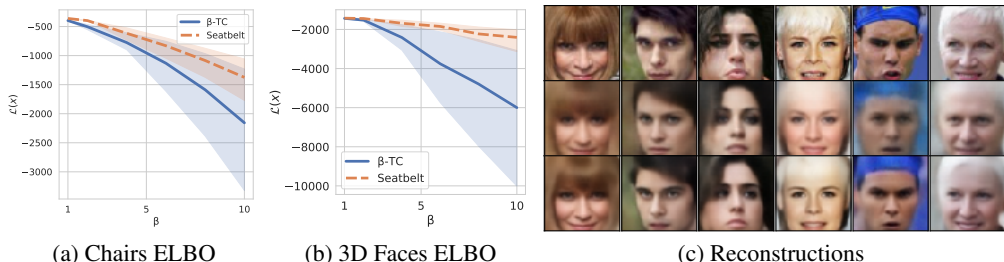 β-TC
Seatbelt
−500
−1000
−1500
−2000
−2500
−3000
ℒ(x)
1
5
10
β
(a) Chairs ELBO
−2000
−4000
−6000
−8000
−10000
ℒ(x)
β-TC
Seatbelt
1
5
10
β
(b) 3D Faces ELBO
(c) Reconstructions